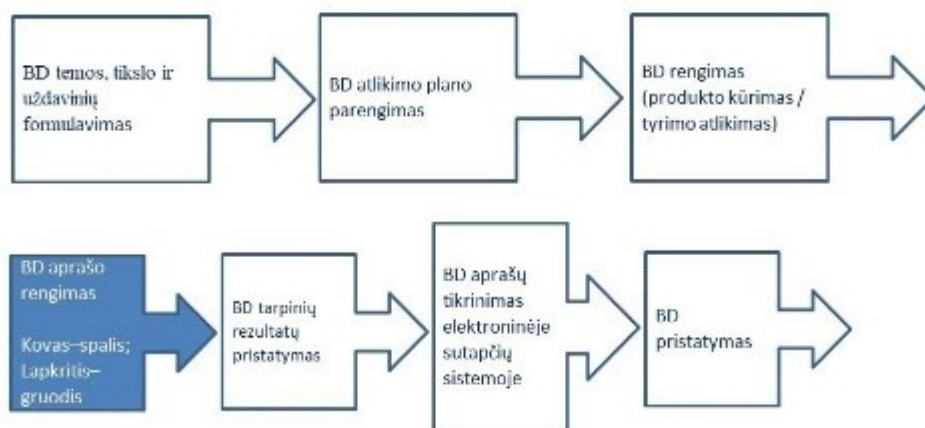 BD temos, tikslo ir
uždavinių
formulavimas
BD atlikimo plano
parengimas
BD rengimas
(produkto kūrimas /
tyrimo atlikimas)
BD aprašo
rengimas
Kovas–spalis;
Lapkritis–
gruodis
BD tarpinių
rezultatų
pristatymas
BD aprašų
tikrinimas
elektroninėje
sutapčių
sistemoje
BD
pristatymas